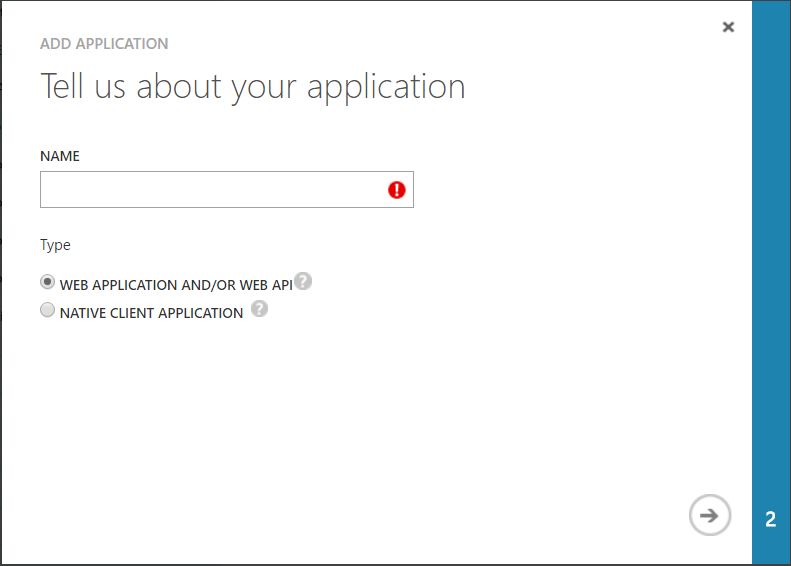 ADD APPLICATION
Tell us about your application
NAME
Type
WEB APPLICATION AND/OR WEB API
NATIVE CLIENT APPLICATION
2